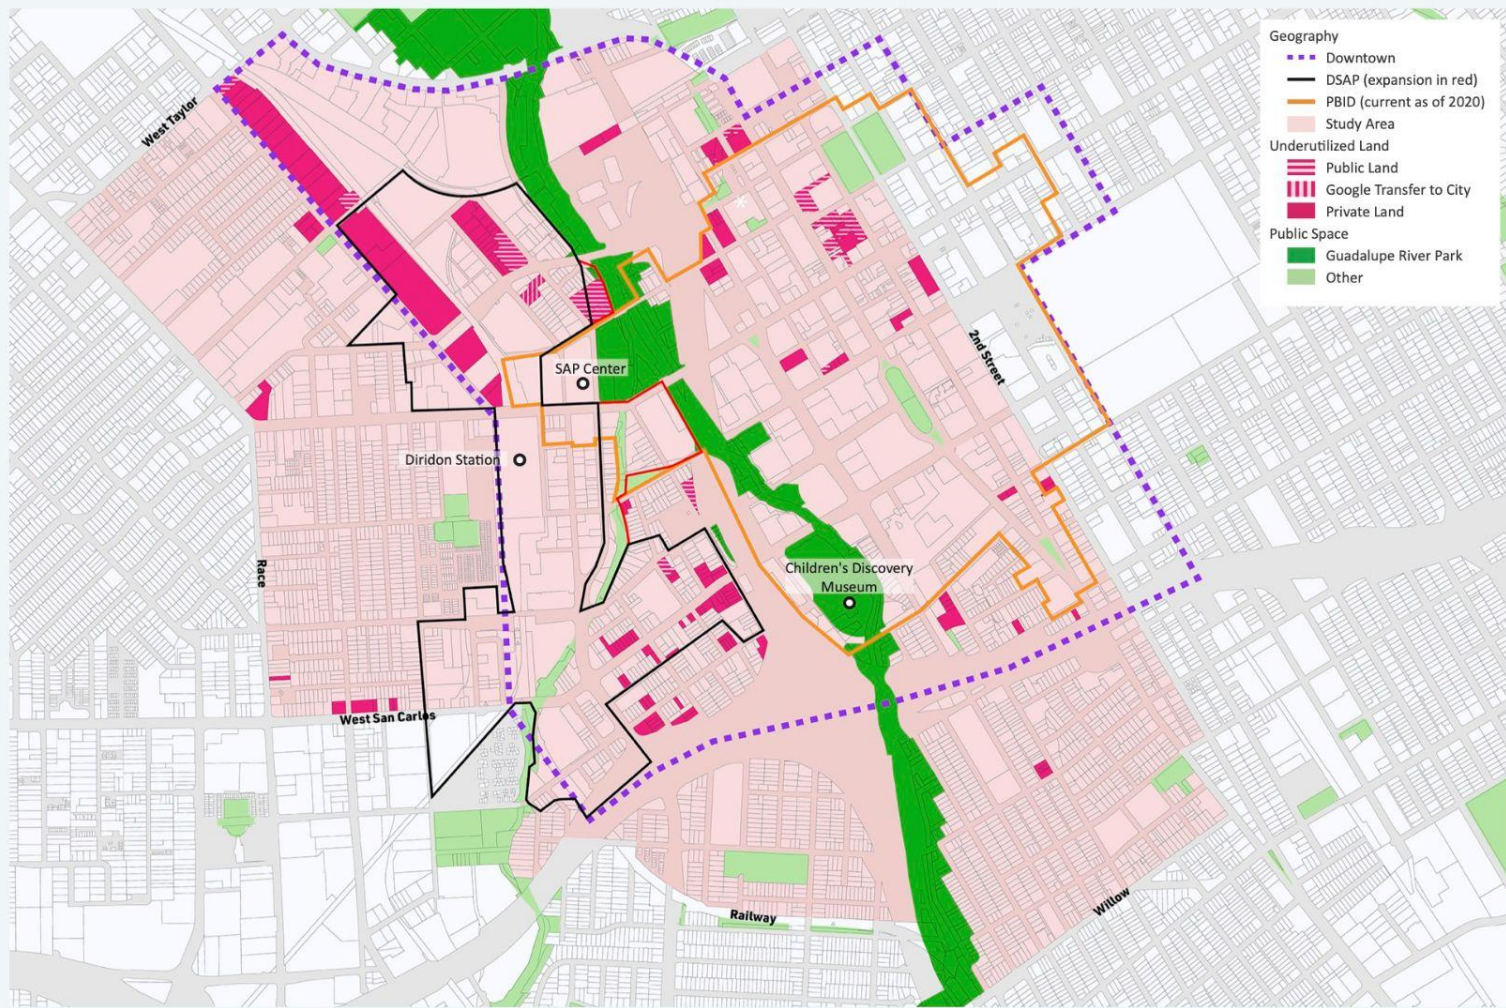 Geography
Downtown
DSAP (expansion in red)
PBID (current as of 2020)
Study Area
Underutilized Land
Public Land
Google Transfer to City
Private Land
Public Space
Guadalupe River Park
Other
West Taylor
2nd Street
SAP Center
Diridon Station
Children's Discovery
Museum
Race
West San Carlos
Willow
Railway